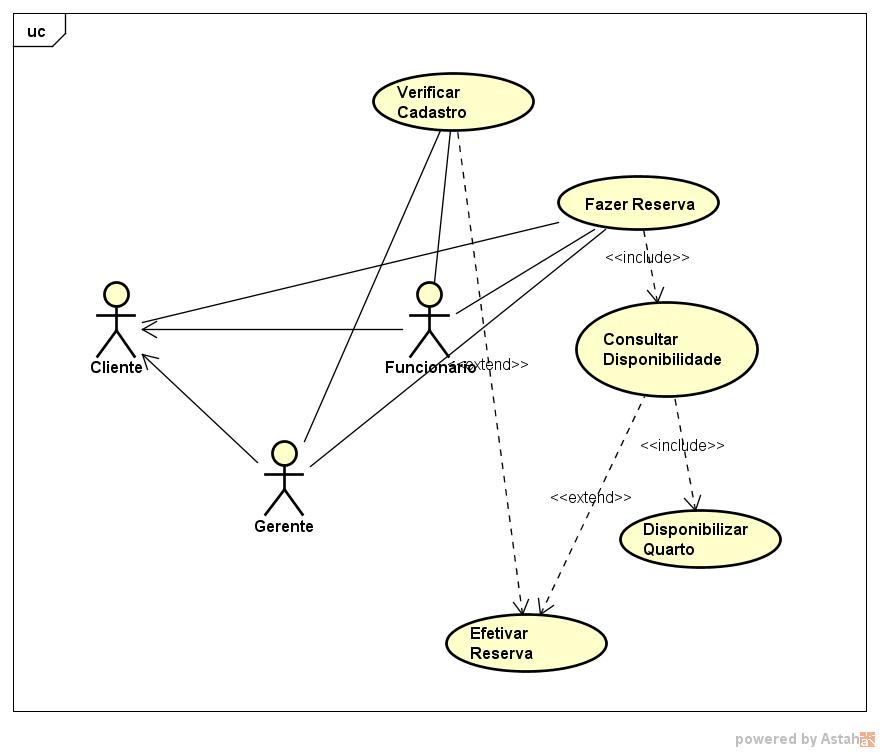 uc
Verificar
Cadastro
Fazer Reserva
<<include>>
Consultar
Disponibilidade
Cliente
Funcionário
<<extend>>
<<include>>
<<extend>>
Gerente
Disponibilizar
Quarto
Efetivar
Reserva
powered by Astah